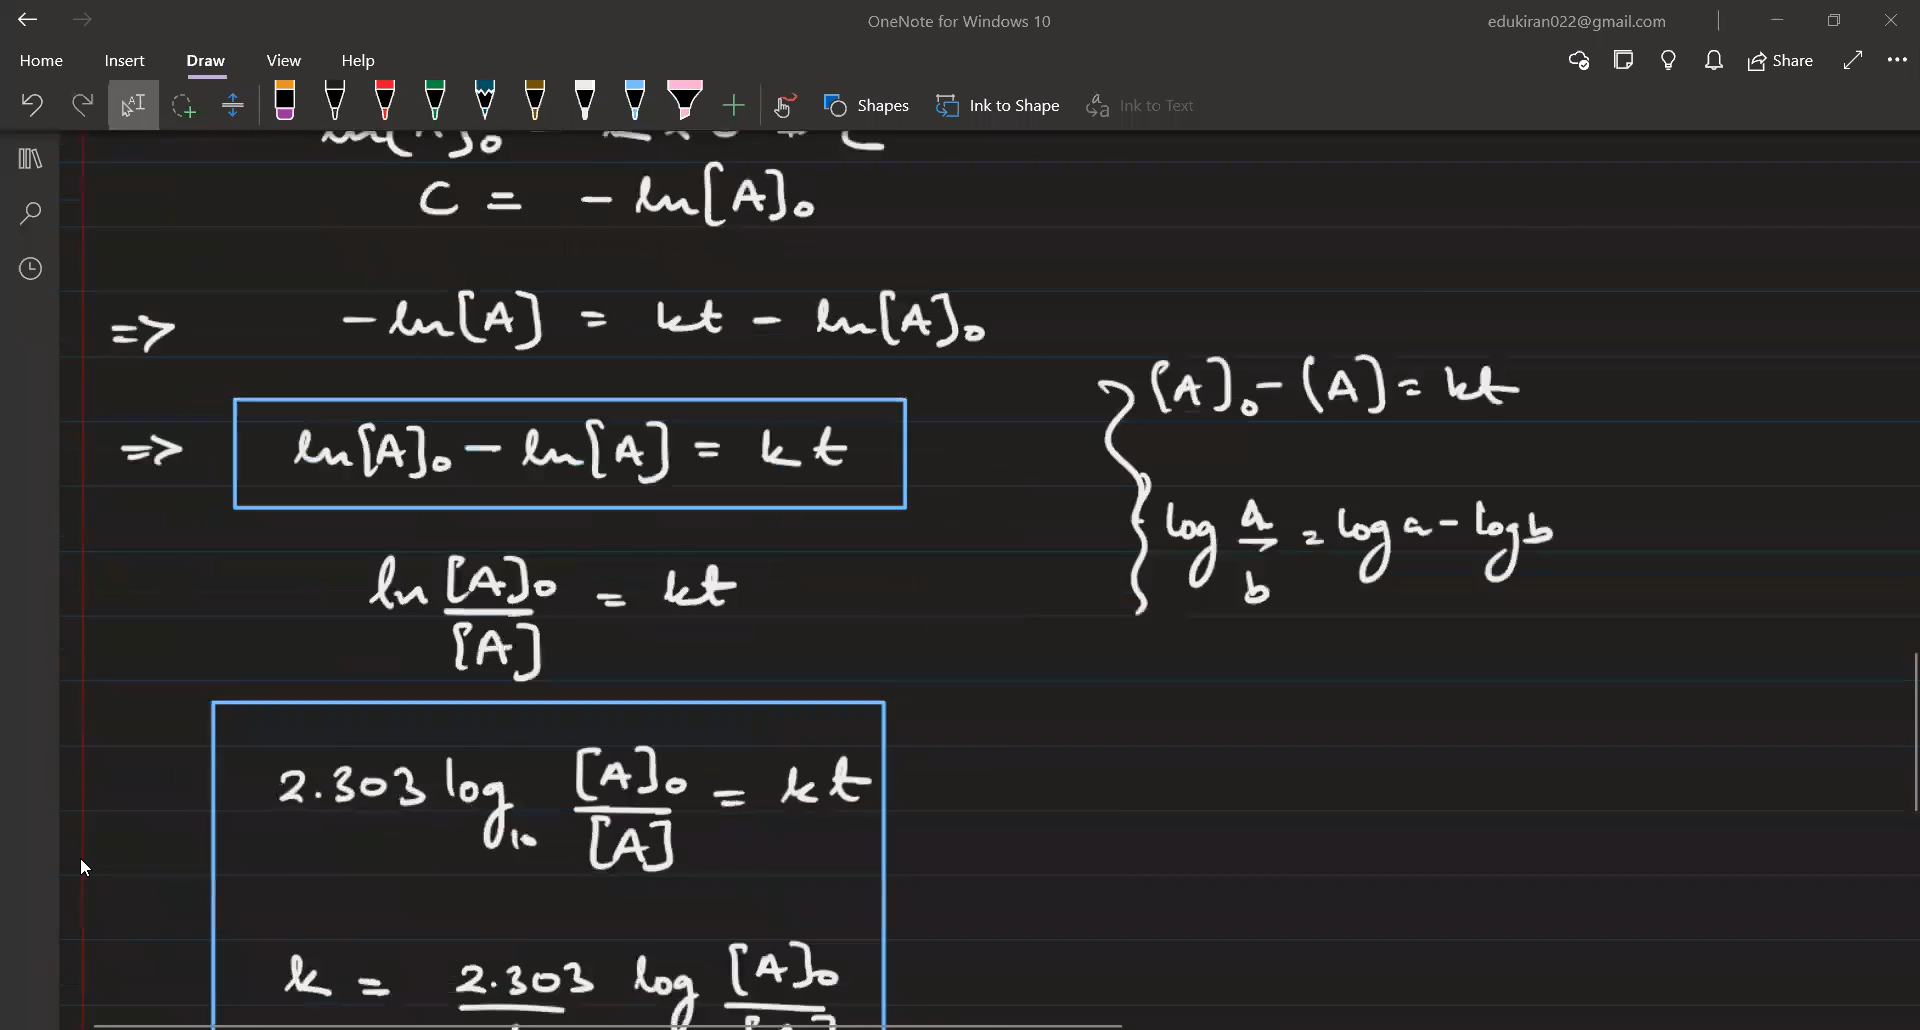 OneNote for Windows 10
edukiran022@gmail.com
Home Insert Draw View Help
Share
Shapes Ink to Shape Ink to Text
C = - ln[A]₀
=> -ln[A] = kt - ln[A]₀
[A]₀ - (A] = kt
=> ln[A]₀ - ln[A] = kt
log a/b = log a - log b
ln [A]₀/[A] = kt
2.303 log₁₀ [A]₀/[A] = kt
k = 2.303 log [A]₀